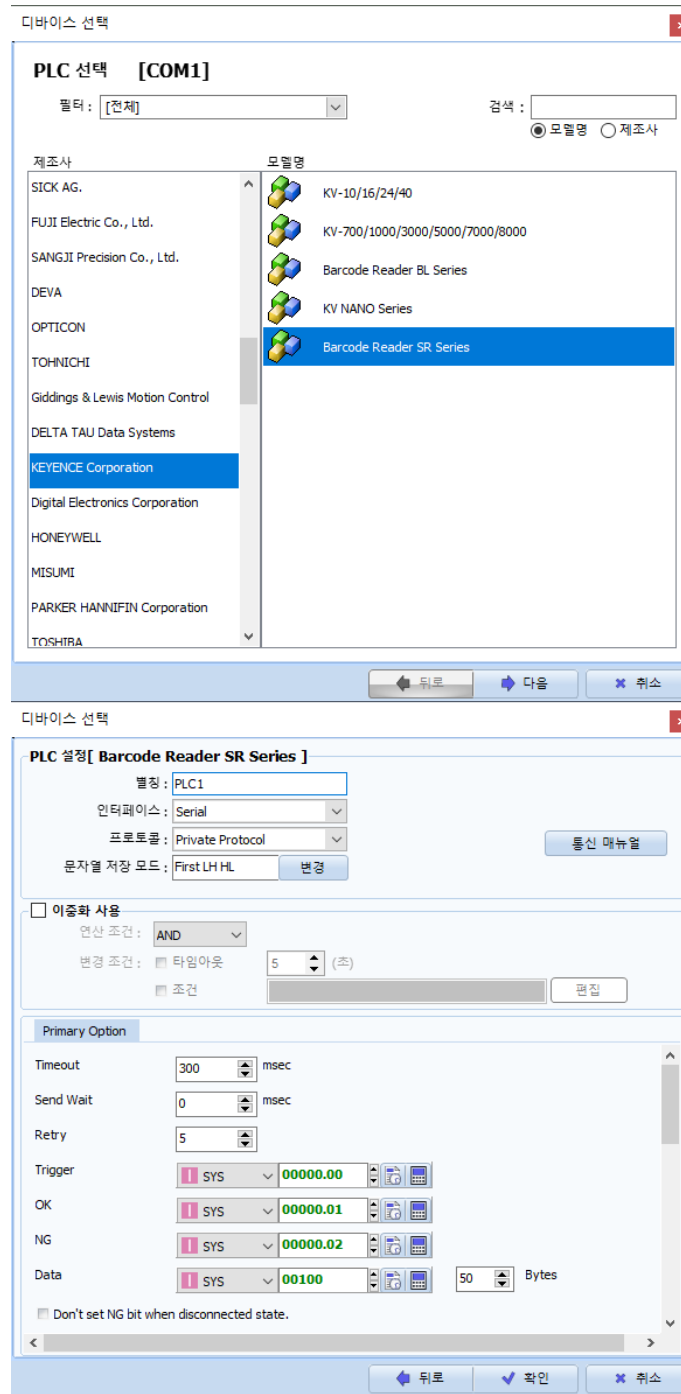 디바이스 선택
PLC 선택 [COM1]
필터 : [전체] 검색 :
모델명 제조사
제조사 모델명
SICK AG.
FUJI Electric Co., Ltd.
SANGJI Precision Co., Ltd.
DEVA
OPTICON
TOHNICHI
Giddings & Lewis Motion Control
DELTA TAU Data Systems
KEYENCE Corporation
Digital Electronics Corporation
HONEYWELL
MISUMI
PARKER HANNIFIN Corporation
TOSHIBA
KV-10/16/24/40
KV-700/1000/3000/5000/7000/8000
Barcode Reader BL Series
KV NANO Series
Barcode Reader SR Series
뒤로 다음 취소
디바이스 선택
PLC 설정[ Barcode Reader SR Series ]
별칭 : PLC1
인터페이스 : Serial
프로토콜 : Private Protocol 통신 매뉴얼
문자열 저장 모드 : First LH HL 변경
이중화 사용
연산 조건 : AND
변경 조건 : 타임아웃 5 (초)
조건 편집
Primary Option
Timeout 300 msec
Send Wait 0 msec
Retry 5
Trigger SYS 00000.00
OK SYS 00000.01
NG SYS 00000.02
Data SYS 00100 50 Bytes
Don't set NG bit when disconnected state.
뒤로 확인 취소